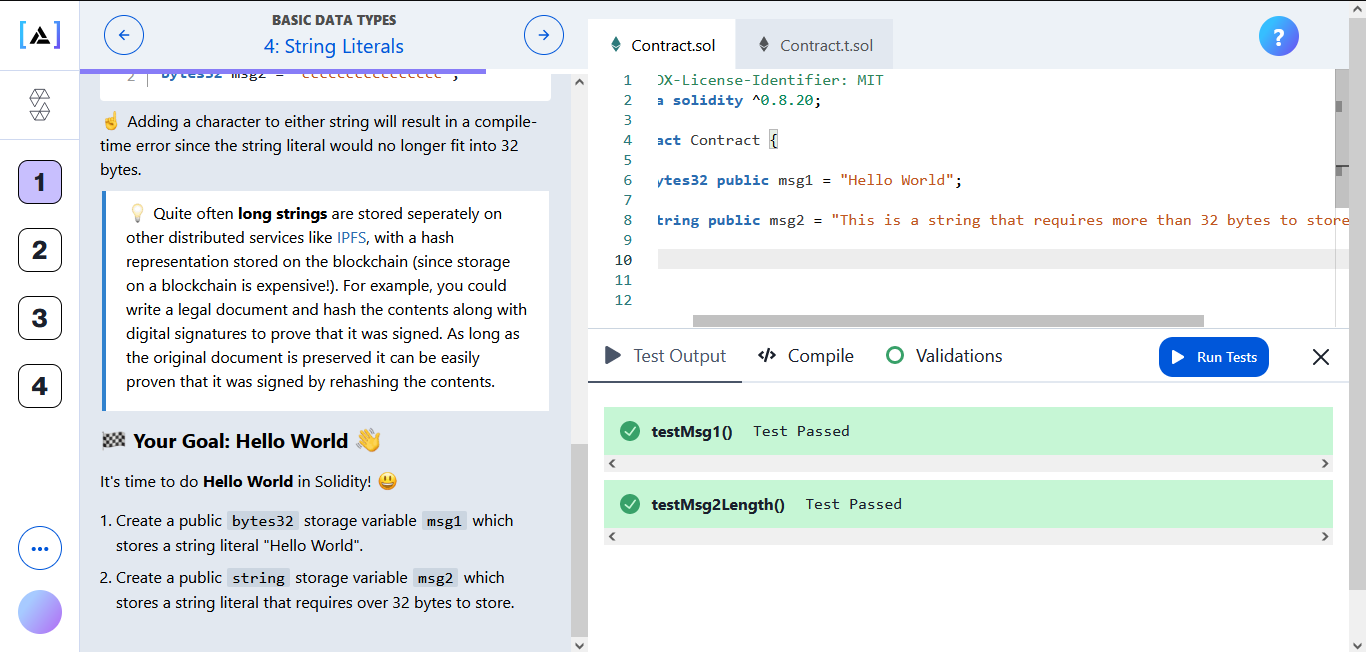 BASIC DATA TYPES
4: String Literals
1
2
3
4
2 bytes32 msg2 =
☝ Adding a character to either string will result in a compile-
time error since the string literal would no longer fit into 32
bytes.
💡 Quite often long strings are stored seperately on
other distributed services like IPFS, with a hash
representation stored on the blockchain (since storage
on a blockchain is expensive!). For example, you could
write a legal document and hash the contents along with
digital signatures to prove that it was signed. As long as
the original document is preserved it can be easily
proven that it was signed by rehashing the contents.
🏁 Your Goal: Hello World 👋
It's time to do Hello World in Solidity! 😃
1. Create a public bytes32 storage variable msg1 which
stores a string literal "Hello World".
2. Create a public string storage variable msg2 which
stores a string literal that requires over 32 bytes to store.
Contract.sol
Contract.t.sol
?
1 DX-License-Identifier: MIT
2 a solidity ^0.8.20;
3
4 act Contract {
5
6 ytes32 public msg1 = "Hello World";
7
8 tring public msg2 = "This is a string that requires more than 32 bytes to store
9
10
11
12
Test Output
</> Compile
Validations
Run Tests
testMsg1() Test Passed
testMsg2Length() Test Passed